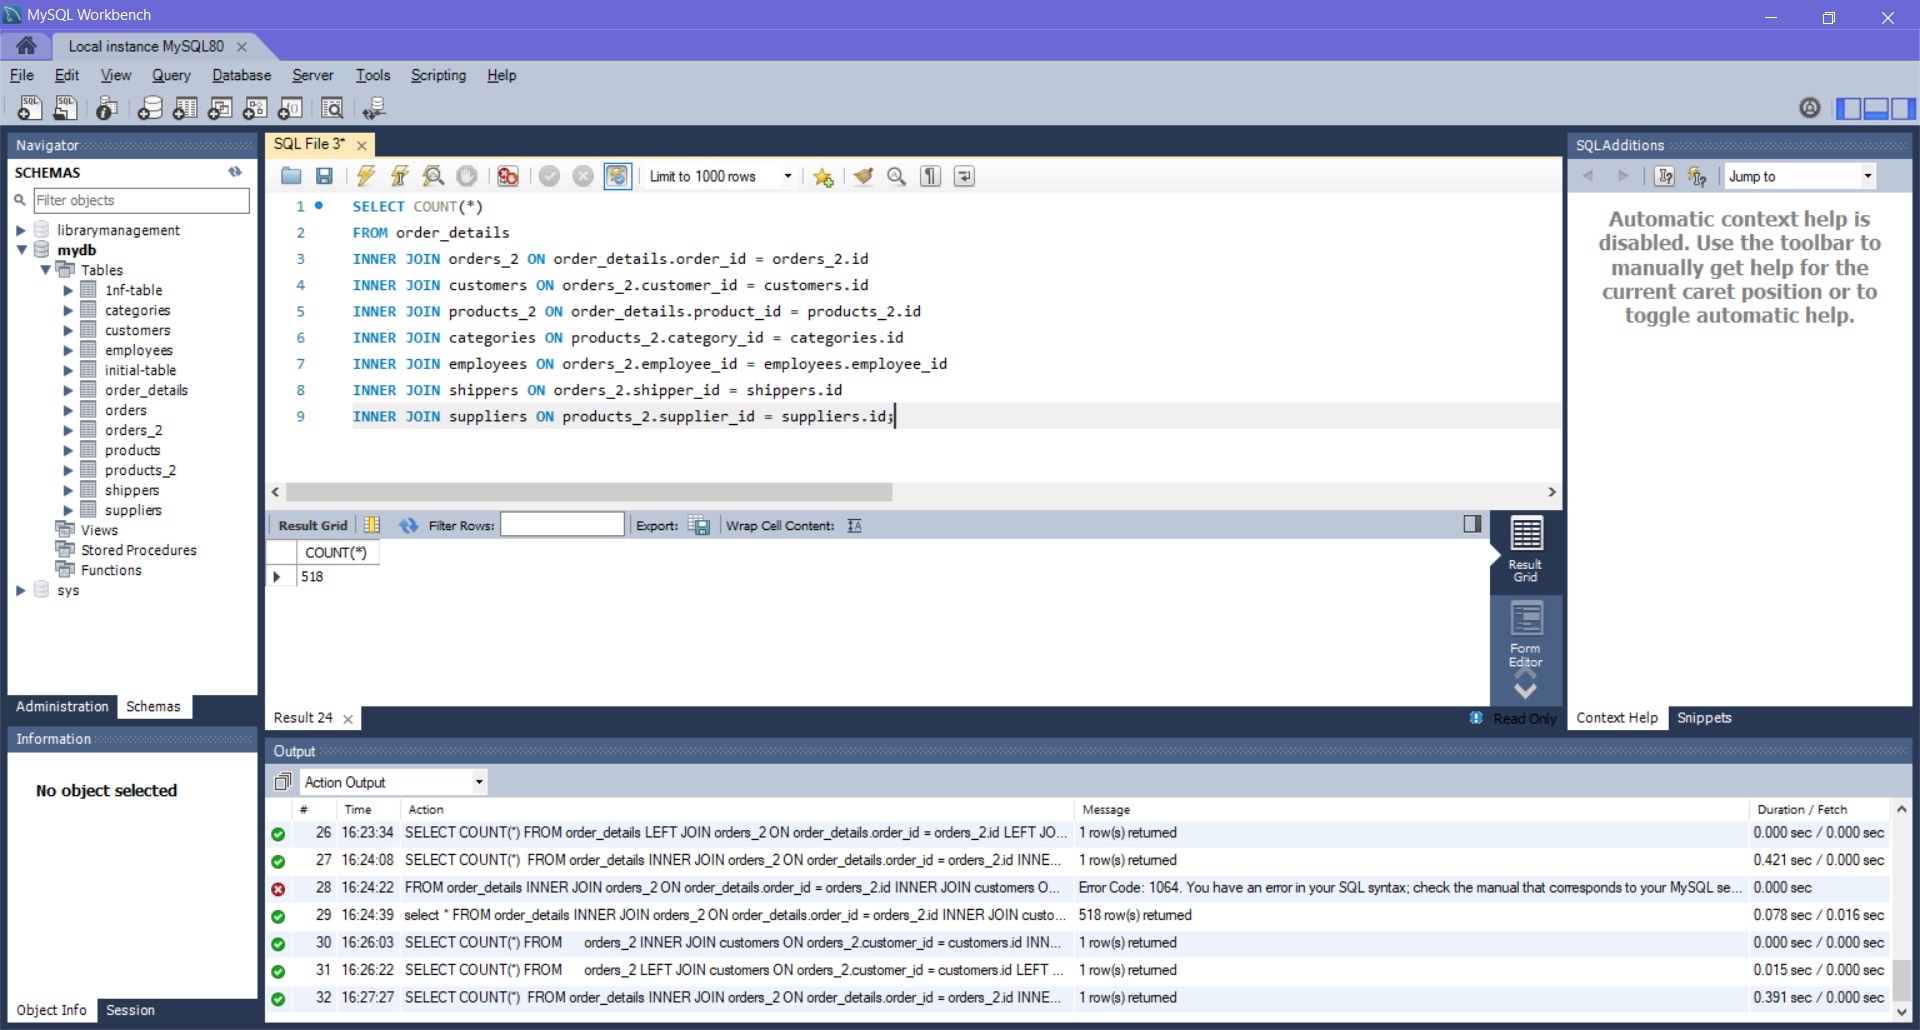 MySQL Workbench
Local instance MySQL80
File Edit View Query Database Server Tools Scripting Help
Navigator
SCHEMAS
Filter objects
librarymanagement
mydb
Tables
1nf-table
categories
customers
employees
initial-table
order_details
orders
orders_2
products
products_2
shippers
suppliers
Views
Stored Procedures
Functions
sys
Administration Schemas
Information
No object selected
Object Info Session
SQL File 3*
Limit to 1000 rows
1 SELECT COUNT(*)
2 FROM order_details
3 INNER JOIN orders_2 ON order_details.order_id = orders_2.id
4 INNER JOIN customers ON orders_2.customer_id = customers.id
5 INNER JOIN products_2 ON order_details.product_id = products_2.id
6 INNER JOIN categories ON products_2.category_id = categories.id
7 INNER JOIN employees ON orders_2.employee_id = employees.employee_id
8 INNER JOIN shippers ON orders_2.shipper_id = shippers.id
9 INNER JOIN suppliers ON products_2.supplier_id = suppliers.id;
Result Grid Filter Rows: Export: Wrap Cell Content:
COUNT(*)
518
Result Grid
Form Editor
Result 24
Read Only
SQLAdditions
Jump to
Automatic context help is
disabled. Use the toolbar to
manually get help for the
current caret position or to
toggle automatic help.
Context Help Snippets
Output
Action Output
# Time Action Message Duration / Fetch
26 16:23:34 SELECT COUNT(*) FROM order_details LEFT JOIN orders_2 ON order_details.order_id = orders_2.id LEFT JO... 1 row(s) returned 0.000 sec / 0.000 sec
27 16:24:08 SELECT COUNT(*) FROM order_details INNER JOIN orders_2 ON order_details.order_id = orders_2.id INNE... 1 row(s) returned 0.421 sec / 0.000 sec
28 16:24:22 FROM order_details INNER JOIN orders_2 ON order_details.order_id = orders_2.id INNER JOIN customers O... Error Code: 1064. You have an error in your SQL syntax; check the manual that corresponds to your MySQL se... 0.000 sec
29 16:24:39 select * FROM order_details INNER JOIN orders_2 ON order_details.order_id = orders_2.id INNER JOIN custo... 518 row(s) returned 0.078 sec / 0.016 sec
30 16:26:03 SELECT COUNT(*) FROM orders_2 INNER JOIN customers ON orders_2.customer_id = customers.id INN... 1 row(s) returned 0.000 sec / 0.000 sec
31 16:26:22 SELECT COUNT(*) FROM orders_2 LEFT JOIN customers ON orders_2.customer_id = customers.id LEFT ... 1 row(s) returned 0.015 sec / 0.000 sec
32 16:27:27 SELECT COUNT(*) FROM order_details INNER JOIN orders_2 ON order_details.order_id = orders_2.id INNE... 1 row(s) returned 0.391 sec / 0.000 sec